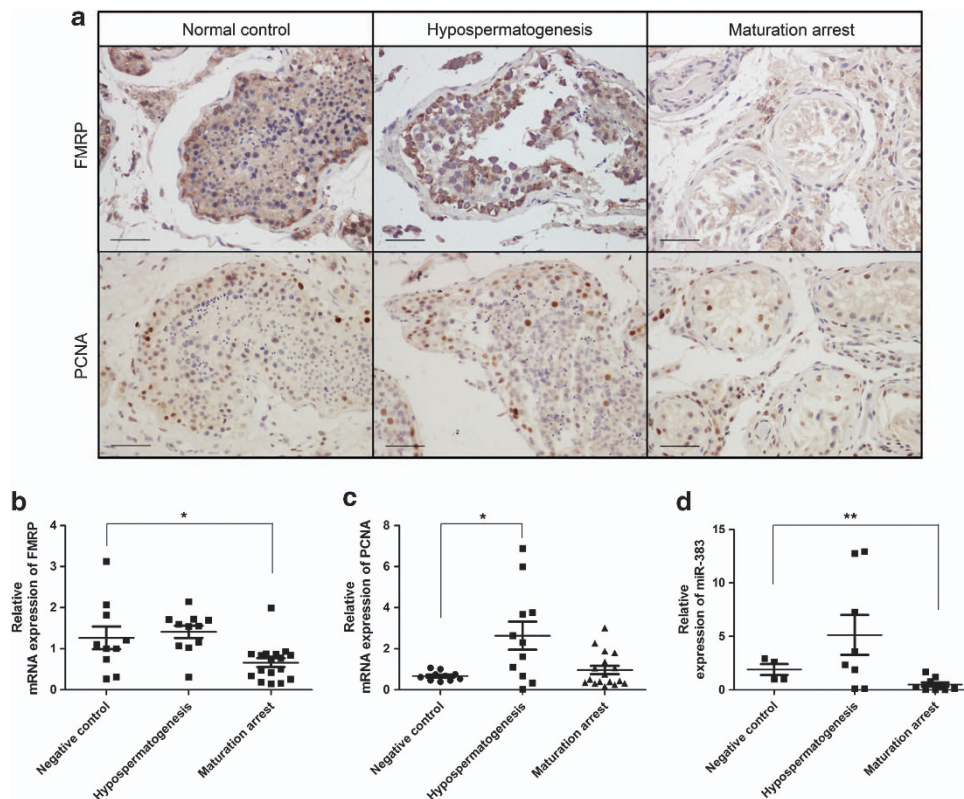 a
Normal control
Hypospermatogenesis
Maturation arrest
FMRP
PCNA
b
Relative
mRNA expression of FMRP
4
3
2
1
0
*
Negative control
Hypospermatogenesis
Maturation arrest
c
Relative
mRNA expression of PCNA
8
6
4
2
0
*
Negative control
Hypospermatogenesis
Maturation arrest
d
Relative
expression of miR-383
15
10
5
0
**
Negative control
Hypospermatogenesis
Maturation arrest